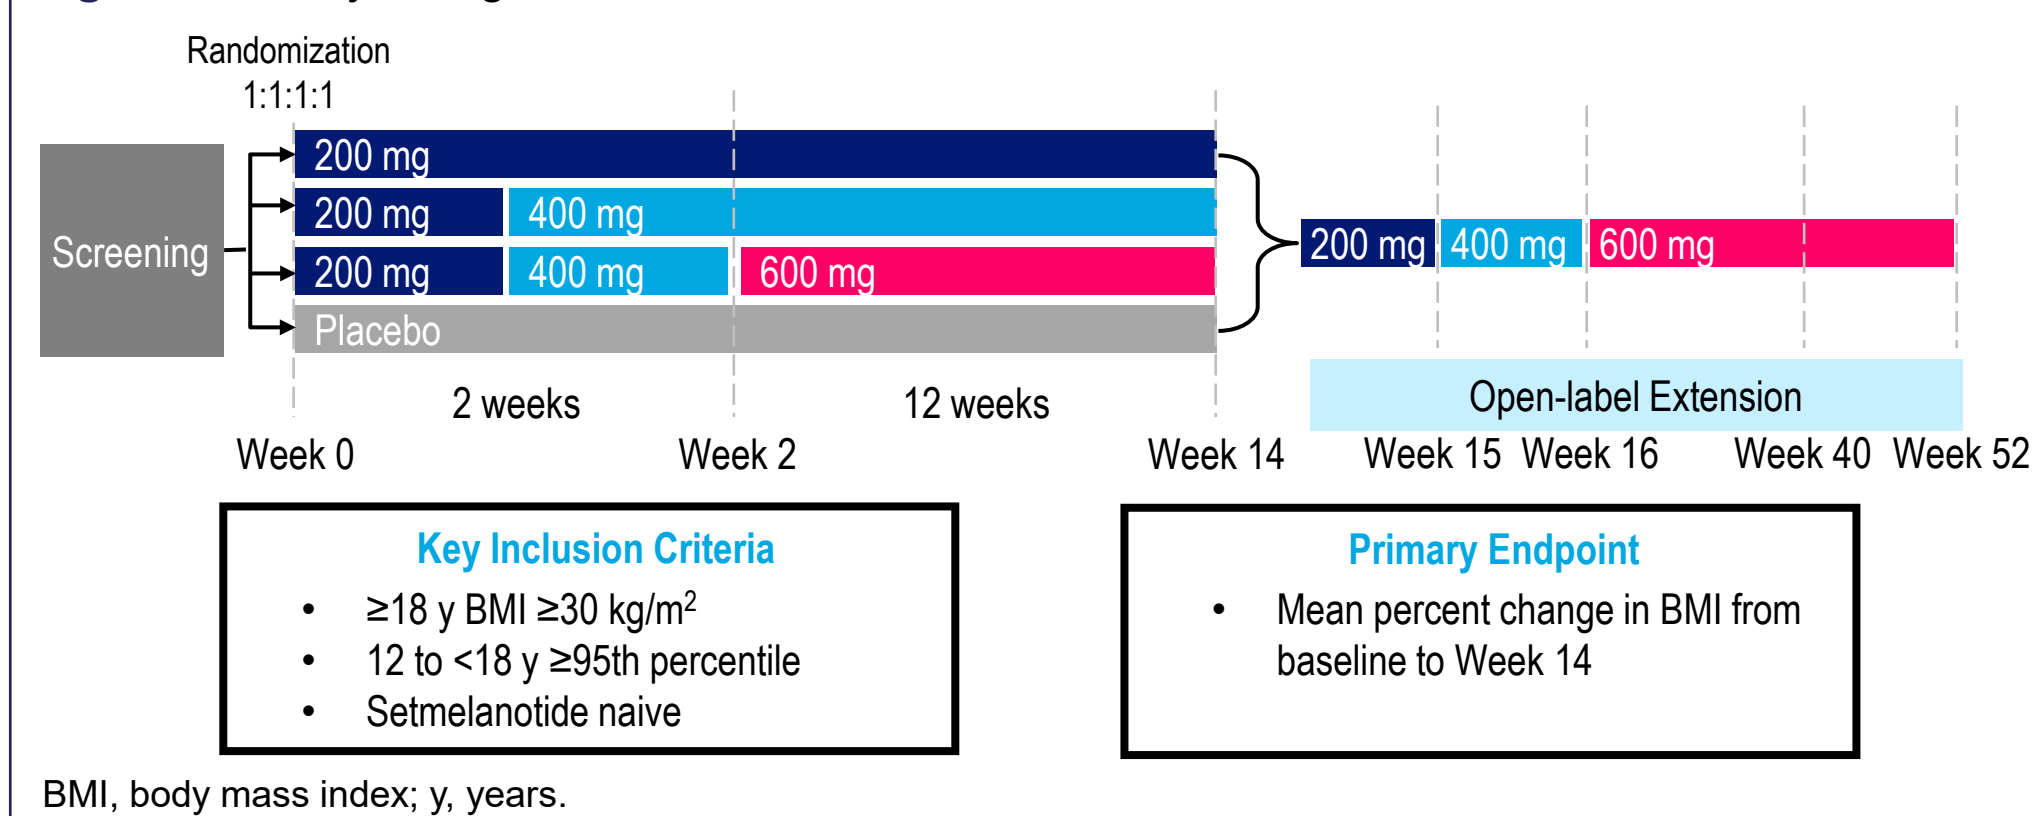 Randomization
1:1:1:1
Screening
200 mg
200 mg 400 mg
200 mg 400 mg 600 mg
Placebo
200 mg 400 mg 600 mg
2 weeks 12 weeks
Open-label Extension
Week 0 Week 2 Week 14 Week 15 Week 16 Week 40 Week 52
Key Inclusion Criteria
• ≥18 y BMI ≥30 kg/m²
• 12 to <18 y ≥95th percentile
• Setmelanotide naive
Primary Endpoint
• Mean percent change in BMI from
baseline to Week 14
BMI, body mass index; y, years.